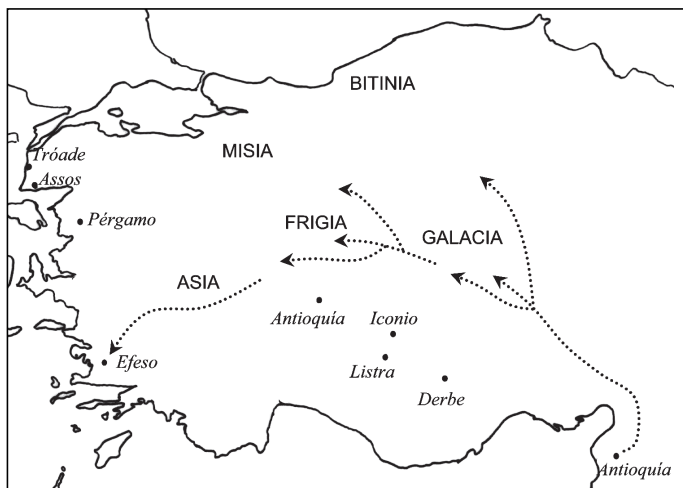 BITINIA
MISIA
Tróade
Assos
Pérgamo
FRIGIA
GALACIA
ASIA
Antioquía
Iconio
Efeso
Listra
Derbe
Antioquía